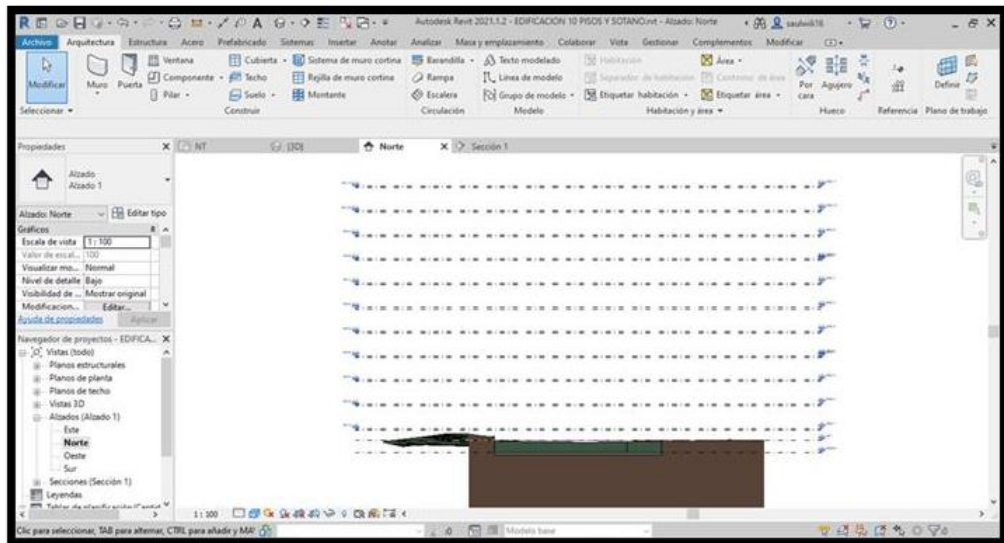 Autodesk Revit 2021.1.2 - EDIFICACION 10 PISOS Y SOTANO.rvt - Alzado: Norte
Archivo Arquitectura Estructura Acero Prefabricado Sistemas Insertar Anotar Analizar Masa y emplazamiento Colaborar Vista Gestionar Complementos Modificar
Modificar Muro Puerta Ventana Cubierta Sistema de muro cortina Barandilla Texto modelado Habitación Área Por cara Agujero Definir
Componente Techo Rejilla de muro cortina Rampa Línea de modelo Separador de habitación Contorno de área
Pilar Suelo Montante Escalera Grupo de modelo Etiquetar habitación Etiquetar área
Seleccionar Construir Circulación Modelo Habitación y área Hueco Referencia Plano de trabajo
Propiedades X NT {3D} Norte X Sección 1
Alzado
Alzado 1
Alzado: Norte Editar tipo
Gráficos
Escala de vista 1 : 100
Valor de escal... 100
Visualizar mo... Normal
Nivel de detalle Bajo
Visibilidad de ... Mostrar original
Modificacion... Editar...
Ayuda de propiedades Aplicar
Navegador de proyectos - EDIFICA... X
Vistas (todo)
Planos estructurales
Planos de planta
Planos de techo
Vistas 3D
Alzados (Alzado 1)
Este
Norte
Oeste
Sur
Secciones (Sección 1)
Leyendas
1 : 100
Clic para seleccionar, TAB para alternar, CTRL para añadir y MAY :0 Modelo base